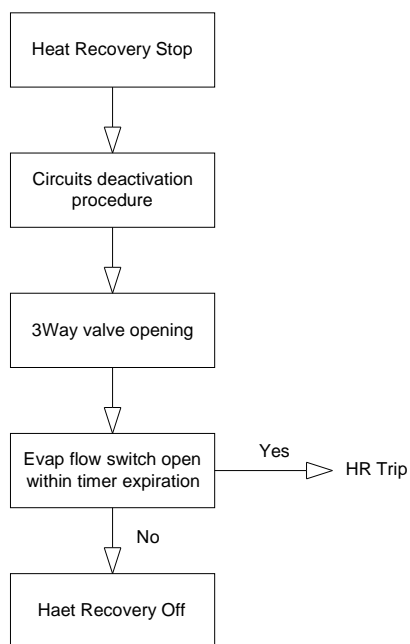 Heat Recovery Stop
Circuits deactivation
procedure
3Way valve opening
Evap flow switch open
within timer expiration
Yes
HR Trip
No
Haet Recovery Off